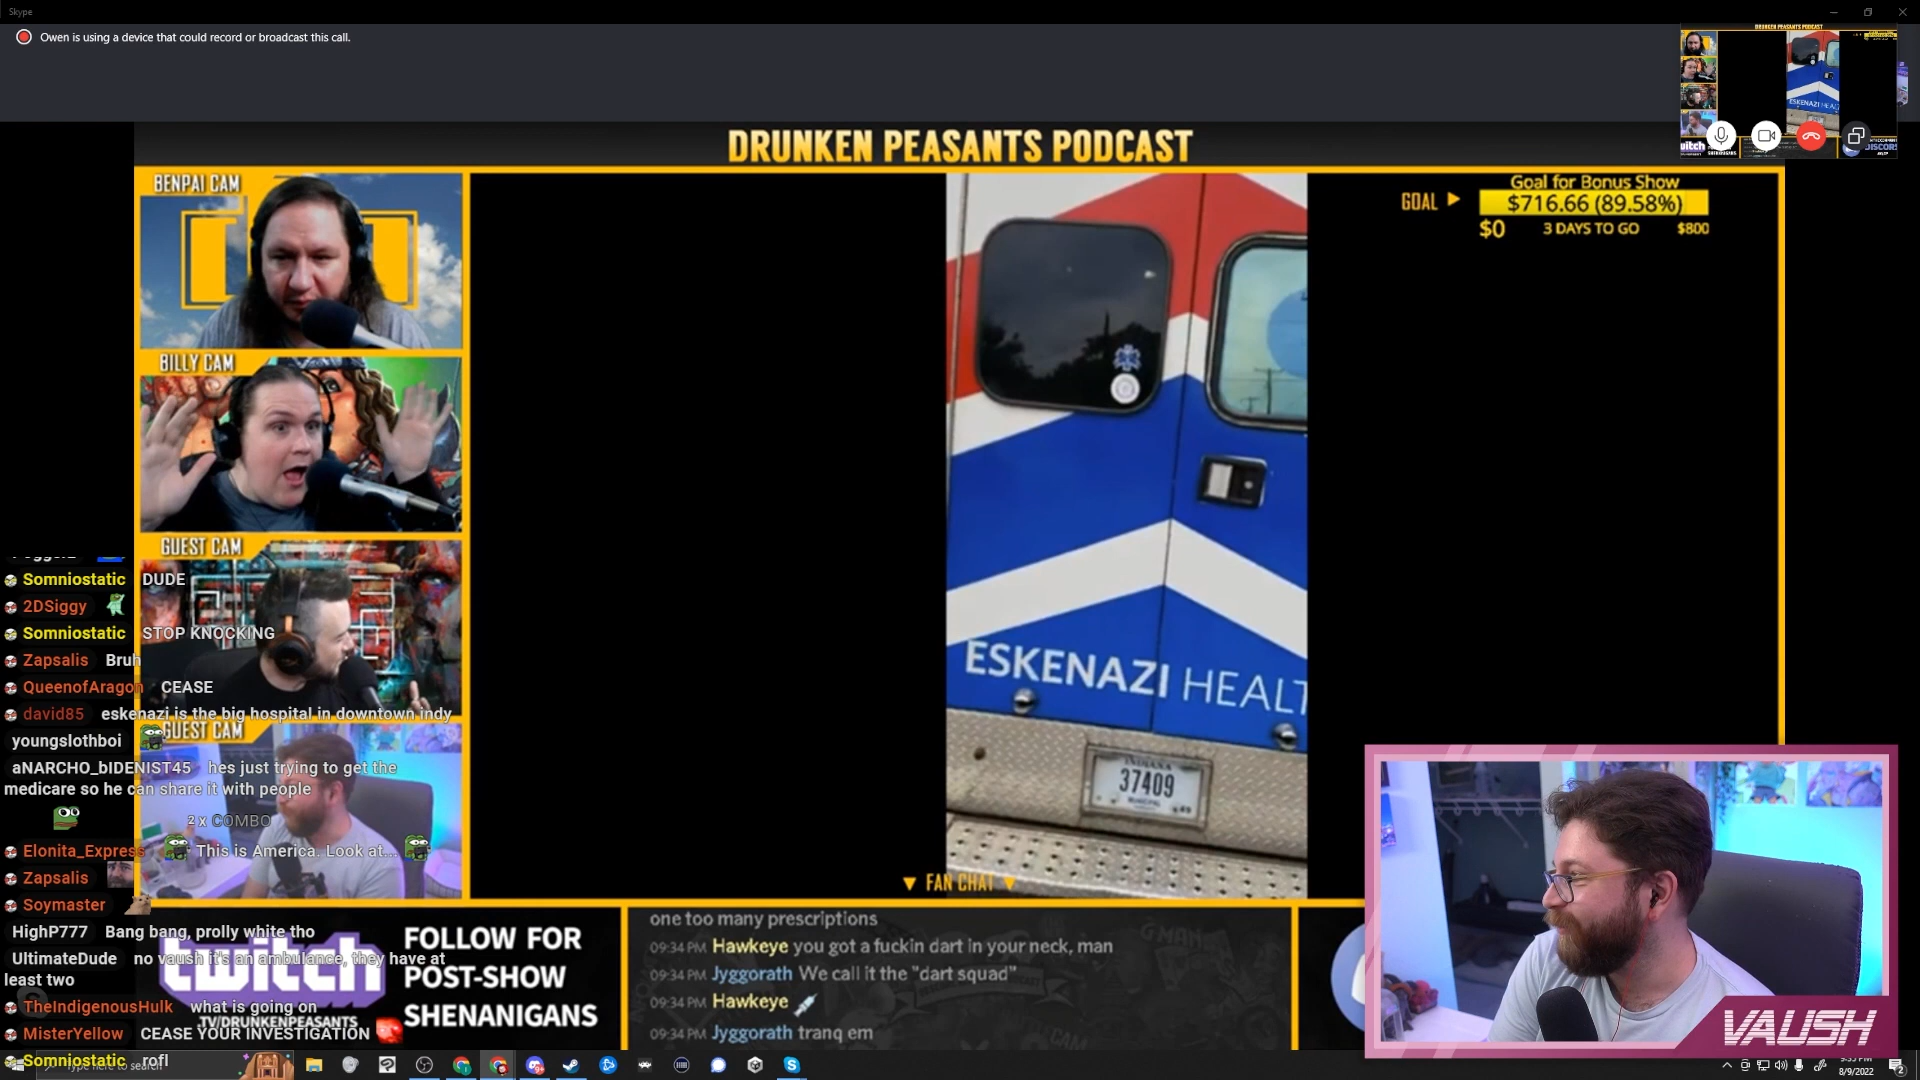 Skype
Owen is using a device that could record or broadcast this call.
DRUNKEN PEASANTS PODCAST
BENPAI CAM
BILLY CAM
GUEST CAM
GUEST CAM
GOAL
Goal for Bonus Show
$716.66 (89.58%)
$0 3 DAYS TO GO $800
ESKENAZI HEALT
INDIANA
37409
MUNICIPAL
Somniostatic DUDE
2DSiggy
Somniostatic STOP KNOCKING
Zapsalis Bruh
QueenofAragon CEASE
david85 eskenazi is the big hospital in downtown indy
youngslothboi
aNARCHO_bIDENIST45 hes just trying to get the
medicare so he can share it with people
2 x COMBO
Elonita_Express This is America. Look at...
Zapsalis
Soymaster
HighP777 Bang bang, prolly white tho
UltimateDude no vaush it's an ambulance, they have at
least two
TheIndigenousHulk what is going on
MisterYellow CEASE YOUR INVESTIGATION
Somniostatic rofl
twitch
.TV/DRUNKENPEASANTS
FOLLOW FOR
POST-SHOW
SHENANIGANS
FAN CHAT
one too many prescriptions
09:34 PM Hawkeye you got a fuckin dart in your neck, man
09:34 PM Jyggorath We call it the "dart squad"
09:34 PM Hawkeye
09:34 PM Jyggorath tranq em
VAUSH
Type here to search
8/9/2022